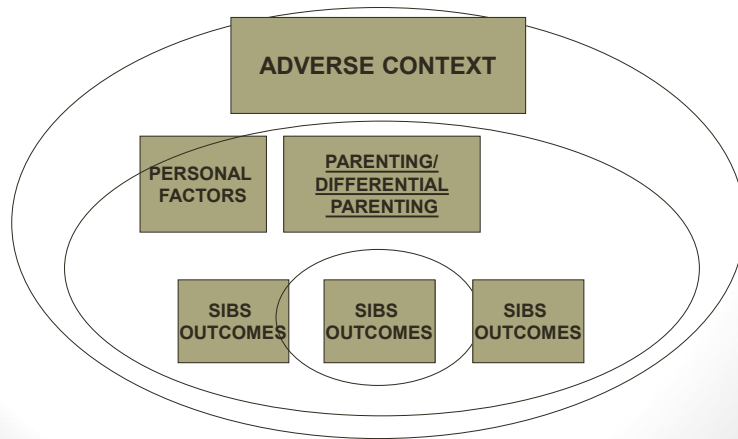 ADVERSE CONTEXT
PERSONAL
FACTORS
PARENTING/
DIFFERENTIAL
PARENTING
SIBS
OUTCOMES
SIBS
OUTCOMES
SIBS
OUTCOMES